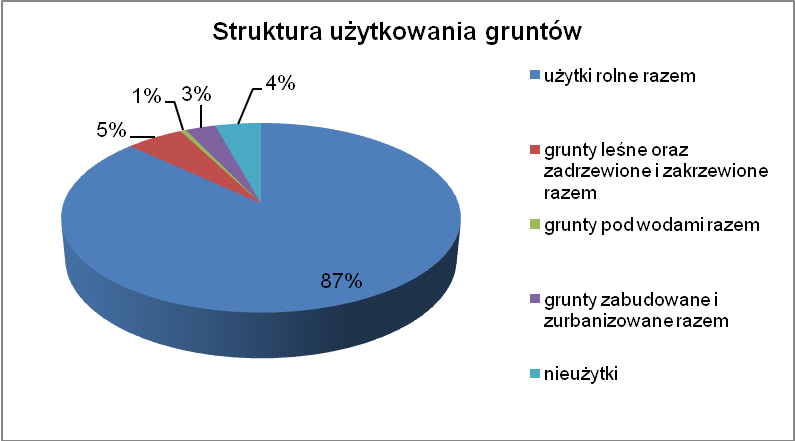 Struktura użytkowania gruntów
5%
1%
3%
4%
87%
użytki rolne razem
grunty leśne oraz
zadrzewione i zakrzewione
razem
grunty pod wodami razem
grunty zabudowane i
zurbanizowane razem
nieużytki